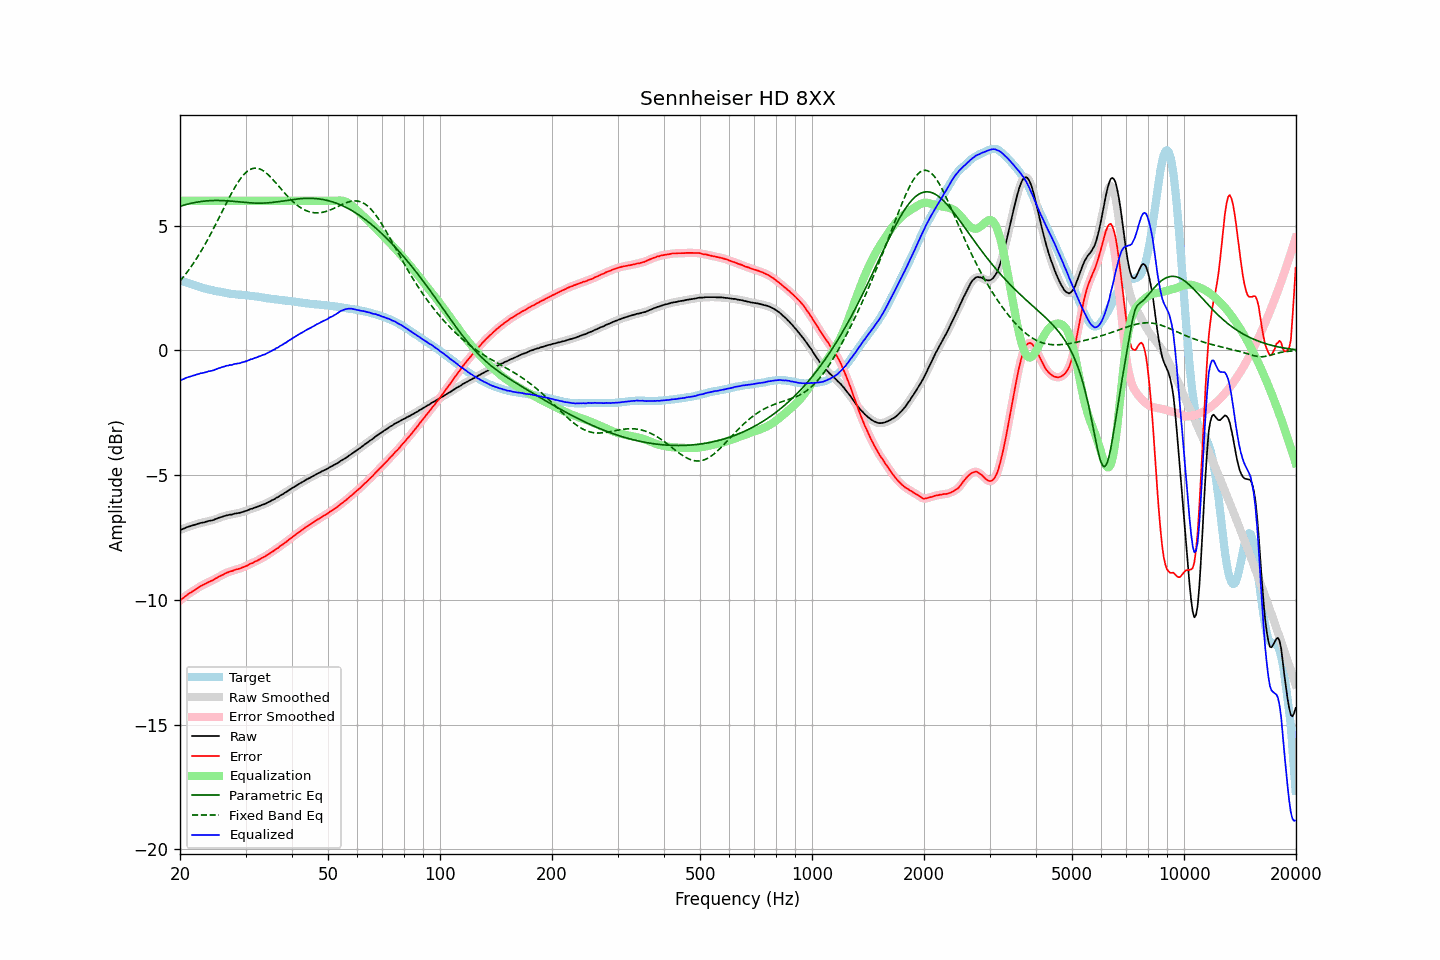 Sennheiser HD 8XX
Amplitude (dBr)
5
0
−5
−10
−15
−20
Target
Raw Smoothed
Error Smoothed
Raw
Error
Equalization
Parametric Eq
Fixed Band Eq
Equalized
20 50 100 200 500 1000 2000 5000 10000 20000
Frequency (Hz)